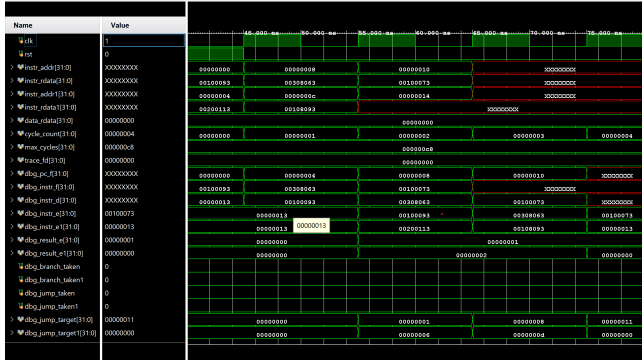 Name Value
45.000 ns 50.000 ns 55.000 ns 60.000 ns 65.000 ns 70.000 ns 75.000 ns
clk 1
rst 0
instr_addr[31:0] XXXXXXXX 00000000 00000008 00000010 XXXXXXXX
instr_rdata[31:0] XXXXXXXX 00100093 00308063 00100073 XXXXXXXX
instr_addr1[31:0] XXXXXXXX 00000004 0000000c 00000014 XXXXXXXX
instr_rdata1[31:0] XXXXXXXX 00200113 00108093 XXXXXXXX
data_rdata[31:0] 00000000 00000000
cycle_count[31:0] 00000004 00000000 00000001 00000002 00000003 00000004
max_cycles[31:0] 000000c8 000000c8
trace_fd[31:0] 00000000 00000000
dbg_pc_f[31:0] XXXXXXXX 00000000 00000004 00000008 00000010 XXXXXXXX
dbg_instr_f[31:0] XXXXXXXX 00100093 00308063 00100073 XXXXXXXX
dbg_instr_d[31:0] XXXXXXXX 00000013 00100093 00308063 00100073 XXXXXXXX
dbg_instr_e[31:0] 00100073 00000013 00100093 00308063 00100073
dbg_instr_e1[31:0] 00000013 00000013 00000013 00200113 00108093 00000013
dbg_result_e[31:0] 00000001 00000000 00000001
dbg_result_e1[31:0] 00000000 00000000 00000002 00000000
dbg_branch_taken 0
dbg_branch_taken1 0
dbg_jump_taken 0
dbg_jump_taken1 0
dbg_jump_target[31:0] 00000011 00000000 00000001 00000008 00000011
dbg_jump_target1[31:0] 00000000 00000000 00000006 0000000d 00000000